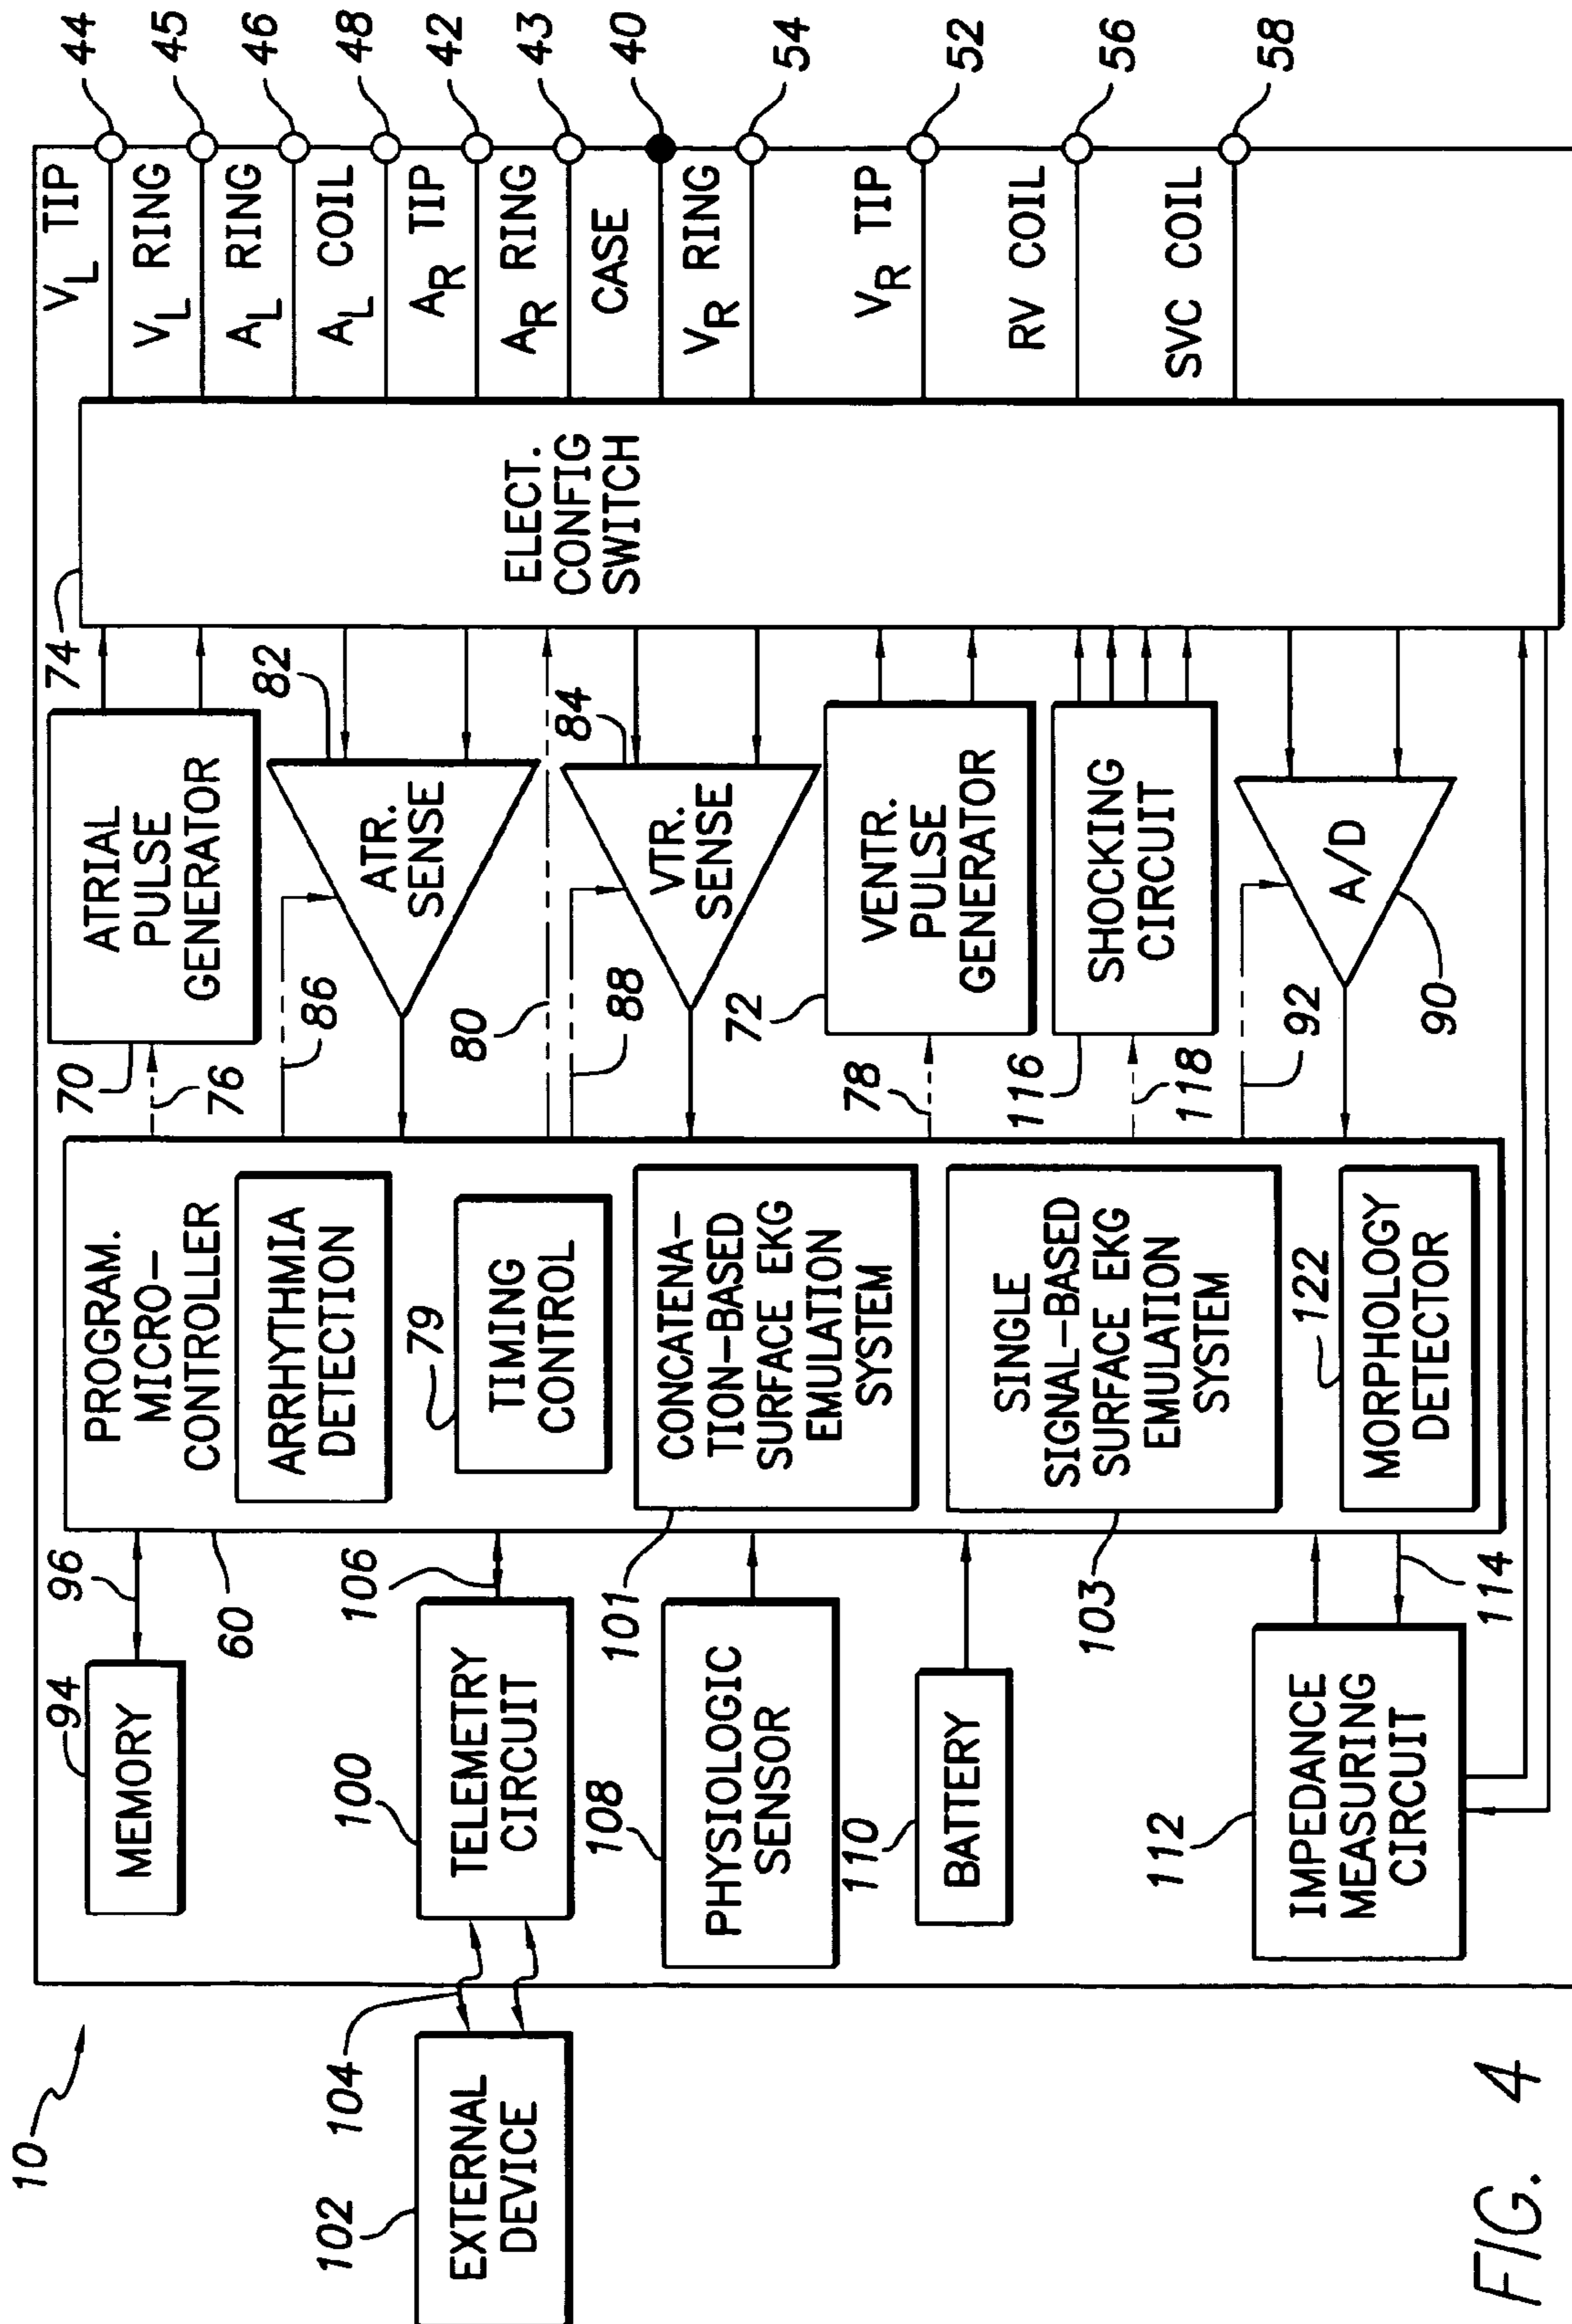 10
102
EXTERNAL
DEVICE
104
94
MEMORY
96
60
100
TELEMETRY
CIRCUIT
106
108
PHYSIOLOGIC
SENSOR
101
110
BATTERY
103
112
IMPEDANCE
MEASURING
CIRCUIT
114
PROGRAM.
MICRO-
CONTROLLER
ARRHYTHMIA
DETECTION
79
TIMING
CONTROL
CONCATENA-
TION-BASED
SURFACE EKG
EMULATION
SYSTEM
SINGLE
SIGNAL-BASED
SURFACE EKG
EMULATION
SYSTEM
122
MORPHOLOGY
DETECTOR
70
76
ATRIAL
PULSE
GENERATOR
86
82
ATR.
SENSE
80
88
84
VTR.
SENSE
72
78
VENTR.
PULSE
GENERATOR
116
118
SHOCKING
CIRCUIT
92
A/D
90
74
ELECT.
CONFIG
SWITCH
VL TIP
44
VL RING
45
AL RING
46
AL COIL
48
AR TIP
42
AR RING
43
CASE
40
VR RING
54
VR TIP
52
RV COIL
56
SVC COIL
58
FIG. 4